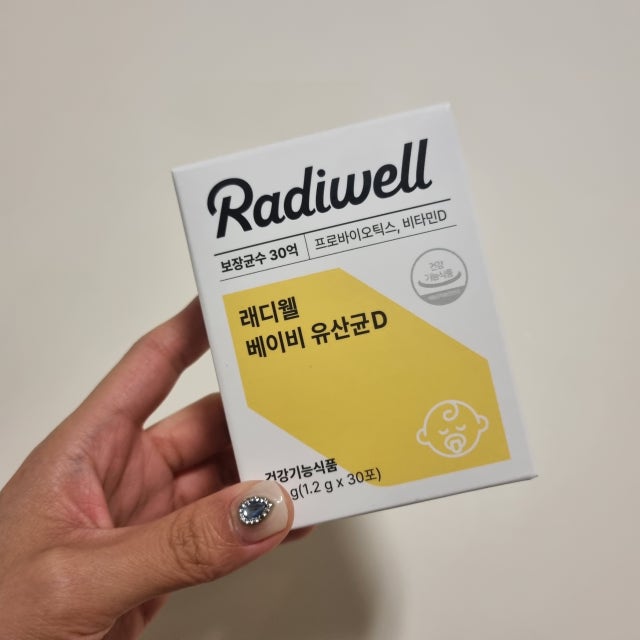 Radiwell
보장균수 30억 프로바이오틱스, 비타민D
건강
기능식품
래디웰
베이비 유산균 D
건강기능식품
g(1.2 g x 30포)